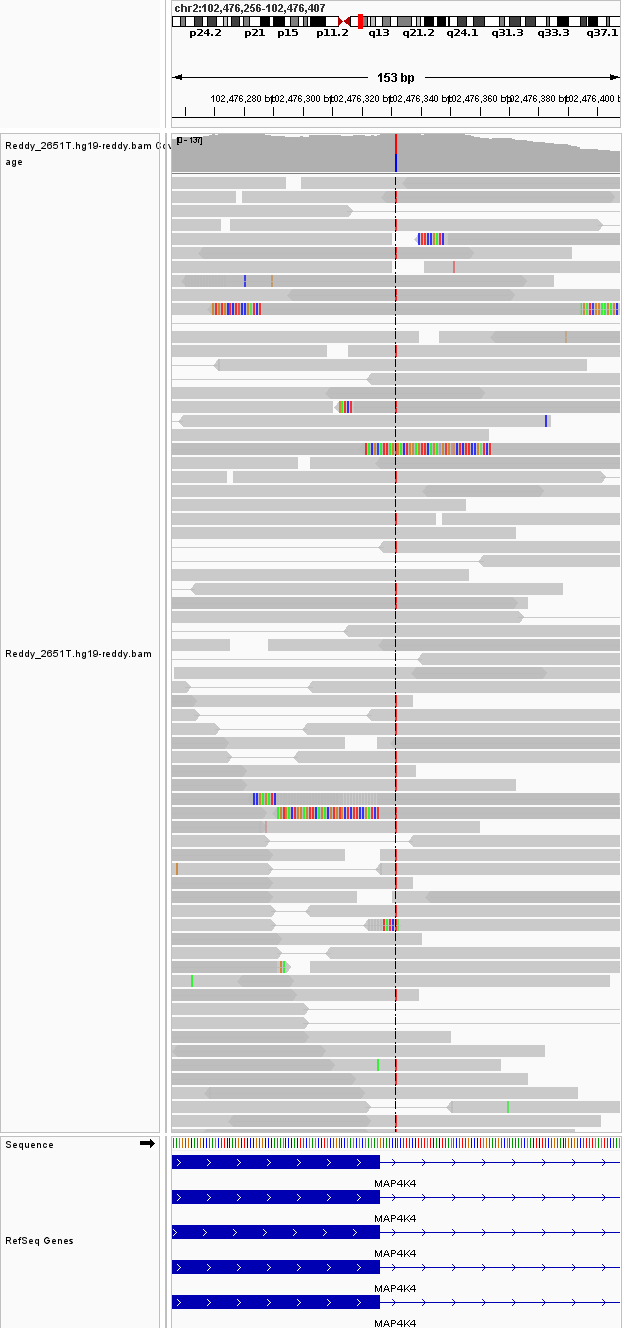 chr2:102,476,256-102,476,407
p24.2 p21 p15 p11.2 q13 q21.2 q24.1 q31.3 q33.3 q37.1
153 bp
102,476,280 bp 102,476,300 bp 102,476,320 bp 102,476,340 bp 102,476,360 bp 102,476,380 bp 102,476,400 b
Reddy_2651T.hg19-reddy.bam Cov
age
[0 - 137]
Reddy_2651T.hg19-reddy.bam
Sequence
MAP4K4
MAP4K4
RefSeq Genes
MAP4K4
MAP4K4
MAP4K4